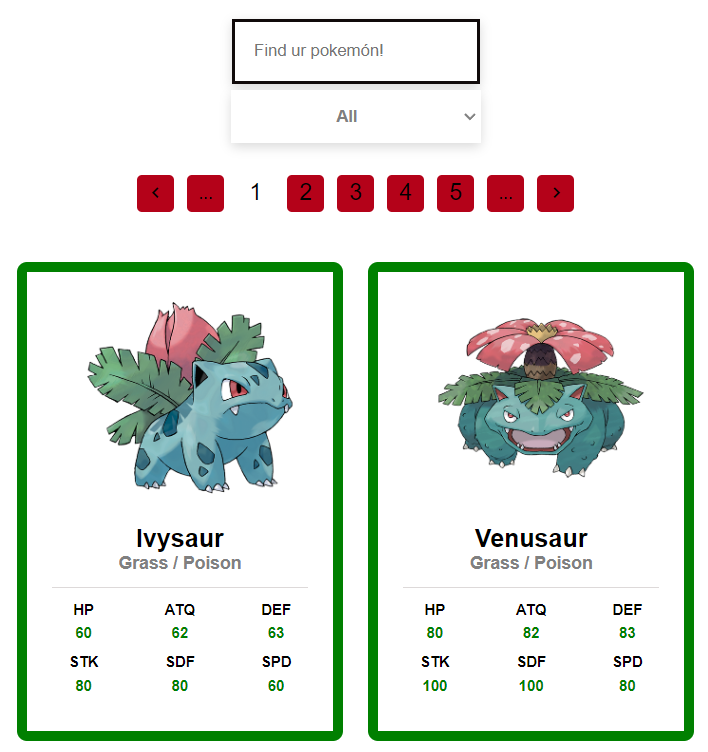 Find ur pokemón!
All
< ... 1 2 3 4 5 ... >
Ivysaur
Grass / Poison
HP ATQ DEF
60 62 63
STK SDF SPD
80 80 60
Venusaur
Grass / Poison
HP ATQ DEF
80 82 83
STK SDF SPD
100 100 80